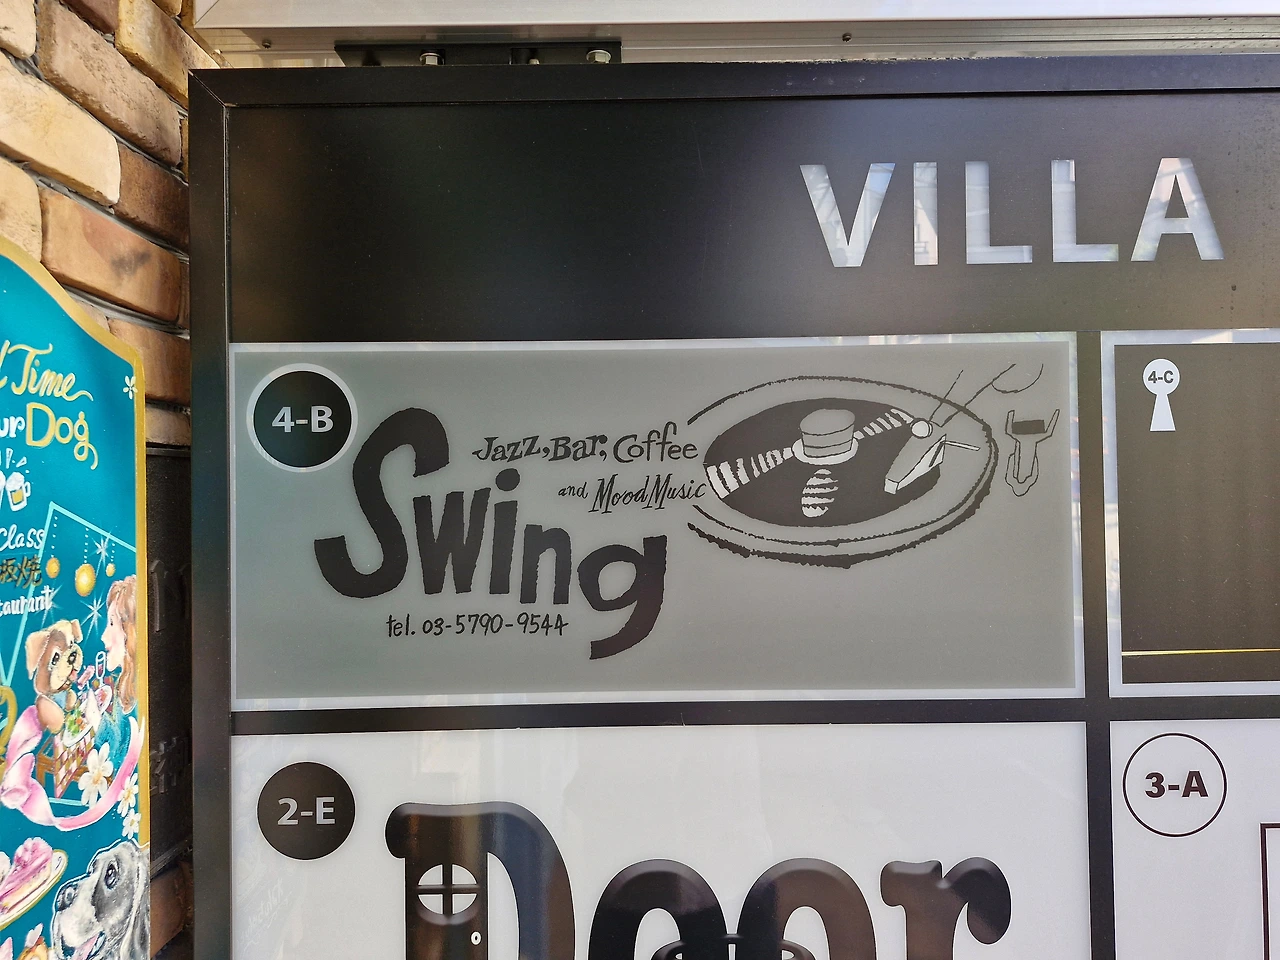 VILLA
4-B
Jazz, Bar, Coffee
and Mood Music
Swing
tel. 03-5790-9544
4-C
2-E
Door
3-A
Time
Dog
Class